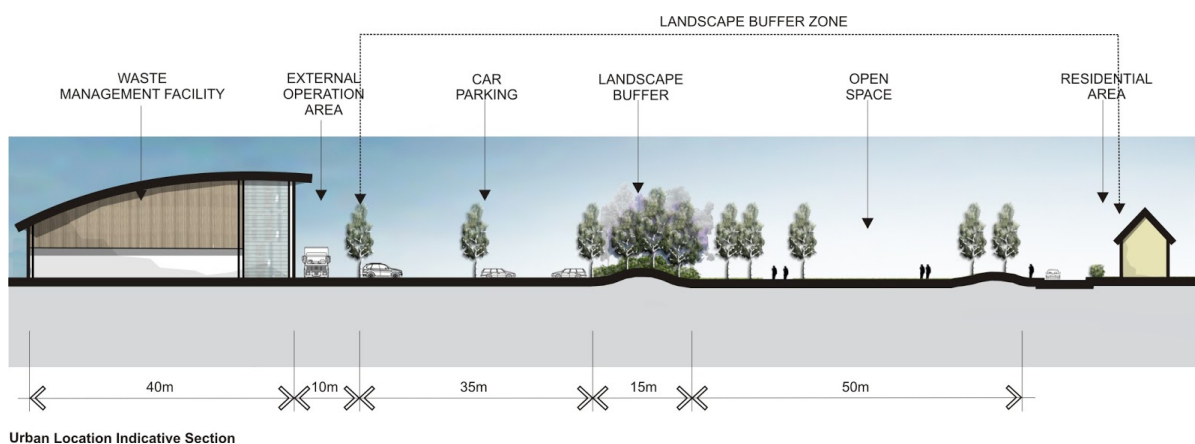 LANDSCAPE BUFFER ZONE
WASTE
MANAGEMENT FACILITY
EXTERNAL
OPERATION
AREA
CAR
PARKING
LANDSCAPE
BUFFER
OPEN
SPACE
RESIDENTIAL
AREA
40m
10m
35m
15m
50m
Urban Location Indicative Section